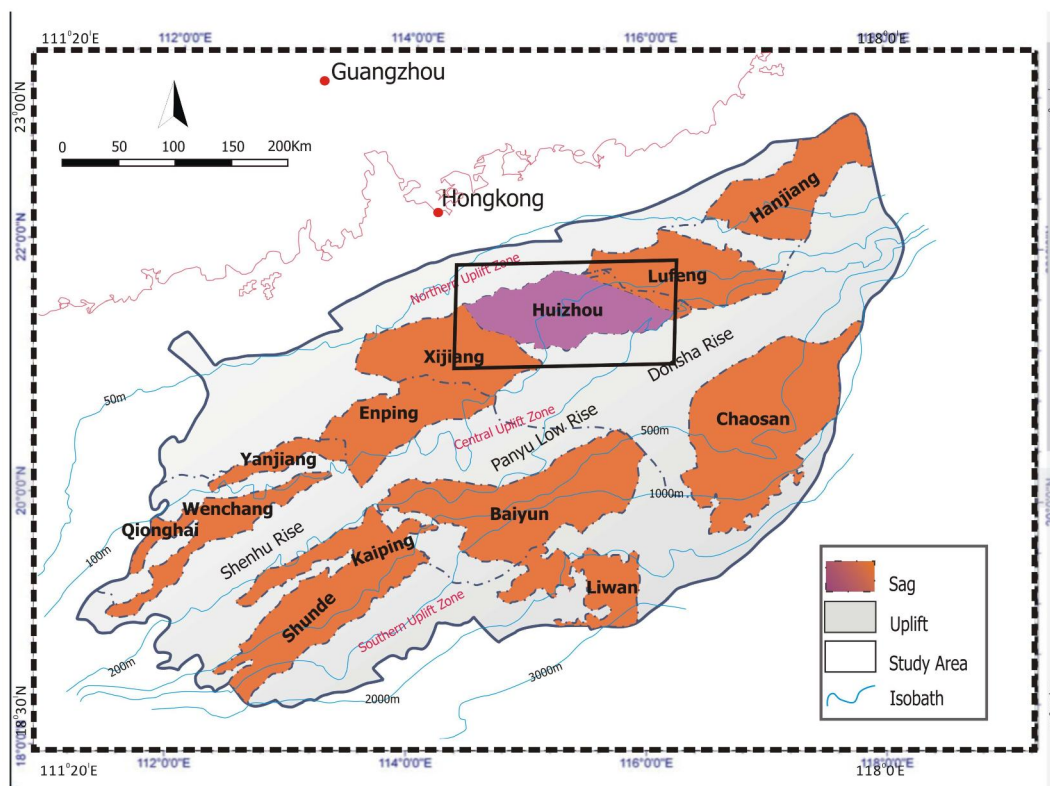 111°20'E 112°0'0"E 114°0'0"E 116°0'0"E 118°0'E
23°00'N
22°0'0"N
20°0'0"N
18°30'N
Guangzhou
0 50 100 150 200Km
Hongkong
Hanjiang
Northern Uplift Zone
Lufeng
Huizhou
Xijiang
Donsha Rise
50m
Enping
Central Uplift Zone
Panyu Low Rise
Chaosan
500m
Yanjiang
1000m
Wenchang
Qionghai
Baiyun
Shenhu Rise
Kaiping
100m
Liwan
Shunde
Southern Uplift Zone
200m
3000m
2000m
Sag
Uplift
Study Area
Isobath
111°20'E 112°0'0"E 114°0'0"E 116°0'0"E 118°0'E